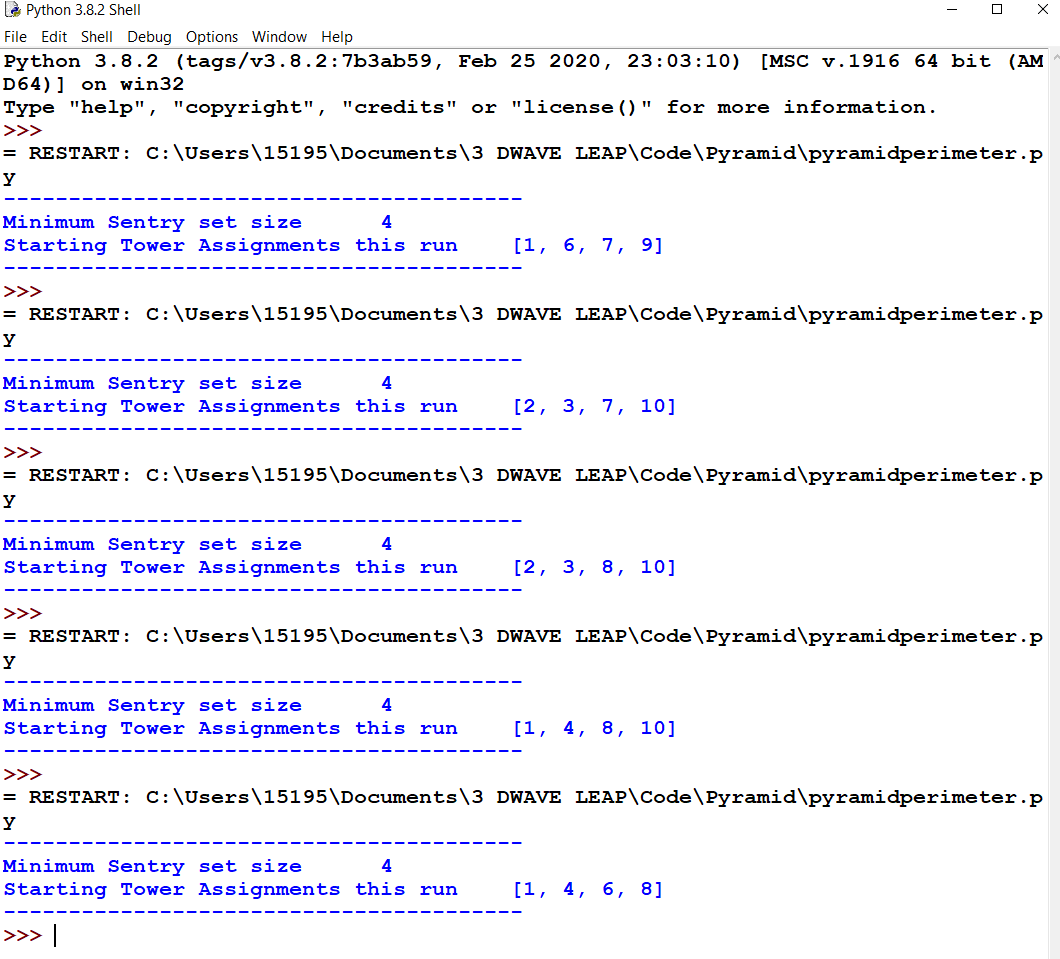 Python 3.8.2 Shell
File Edit Shell Debug Options Window Help
Python 3.8.2 (tags/v3.8.2:7b3ab59, Feb 25 2020, 23:03:10) [MSC v.1916 64 bit (AM
D64)] on win32
Type "help", "copyright", "credits" or "license()" for more information.
>>>
= RESTART: C:\Users\15195\Documents\3 DWAVE LEAP\Code\Pyramid\pyramidperimeter.p
y
----------------------------------------
Minimum Sentry set size      4
Starting Tower Assignments this run    [1, 6, 7, 9]
----------------------------------------
>>>
= RESTART: C:\Users\15195\Documents\3 DWAVE LEAP\Code\Pyramid\pyramidperimeter.p
y
----------------------------------------
Minimum Sentry set size      4
Starting Tower Assignments this run    [2, 3, 7, 10]
----------------------------------------
>>>
= RESTART: C:\Users\15195\Documents\3 DWAVE LEAP\Code\Pyramid\pyramidperimeter.p
y
----------------------------------------
Minimum Sentry set size      4
Starting Tower Assignments this run    [2, 3, 8, 10]
----------------------------------------
>>>
= RESTART: C:\Users\15195\Documents\3 DWAVE LEAP\Code\Pyramid\pyramidperimeter.p
y
----------------------------------------
Minimum Sentry set size      4
Starting Tower Assignments this run    [1, 4, 8, 10]
----------------------------------------
>>>
= RESTART: C:\Users\15195\Documents\3 DWAVE LEAP\Code\Pyramid\pyramidperimeter.p
y
----------------------------------------
Minimum Sentry set size      4
Starting Tower Assignments this run    [1, 4, 6, 8]
----------------------------------------
>>>